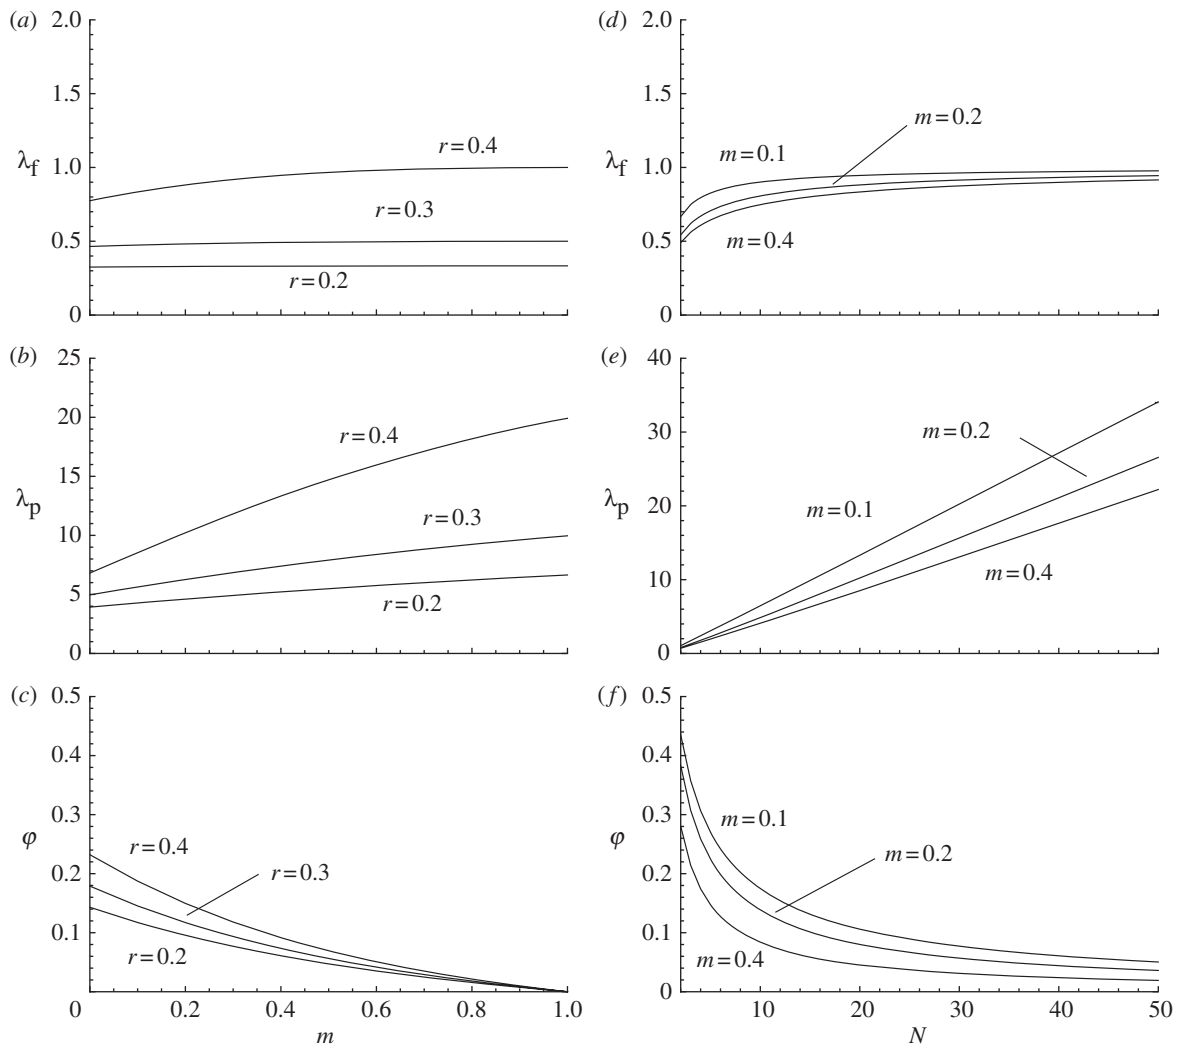 (a)
2.0
1.5
1.0
0.5
0
λf
r=0.4
r=0.3
r=0.2
(b)
25
20
15
10
5
0
λp
r=0.4
r=0.3
r=0.2
(c)
0.5
0.4
0.3
0.2
0.1
0
φ
r=0.4
r=0.3
r=0.2
0 0.2 0.4 0.6 0.8 1.0
m
(d)
2.0
1.5
1.0
0.5
0
λf
m=0.1
m=0.2
m=0.4
(e)
40
30
20
10
0
λp
m=0.2
m=0.1
m=0.4
(f)
0.5
0.4
0.3
0.2
0.1
0
φ
m=0.1
m=0.2
m=0.4
10 20 30 40 50
N